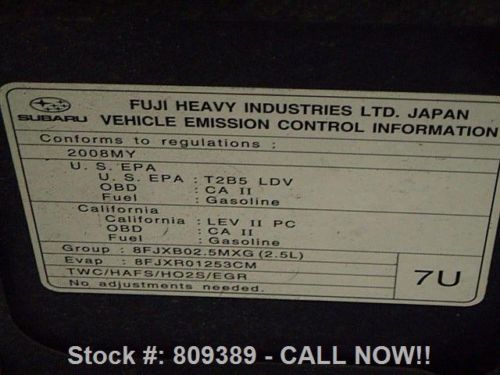 SUBARU
FUJI HEAVY INDUSTRIES LTD. JAPAN
VEHICLE EMISSION CONTROL INFORMATION
Conforms to regulations :
2008MY
U. S. EPA
U. S. EPA : T2B5 LDV
OBD : CA II
Fuel : Gasoline
California
California : LEV II PC
OBD : CA II
Fuel : Gasoline
Group : 8FJXB02.5MXG (2.5L)
Evap : 8FJXR01253CM
TWC/HAFS/HO2S/EGR
No adjustments needed.
7U
Stock #: 809389 - CALL NOW!!